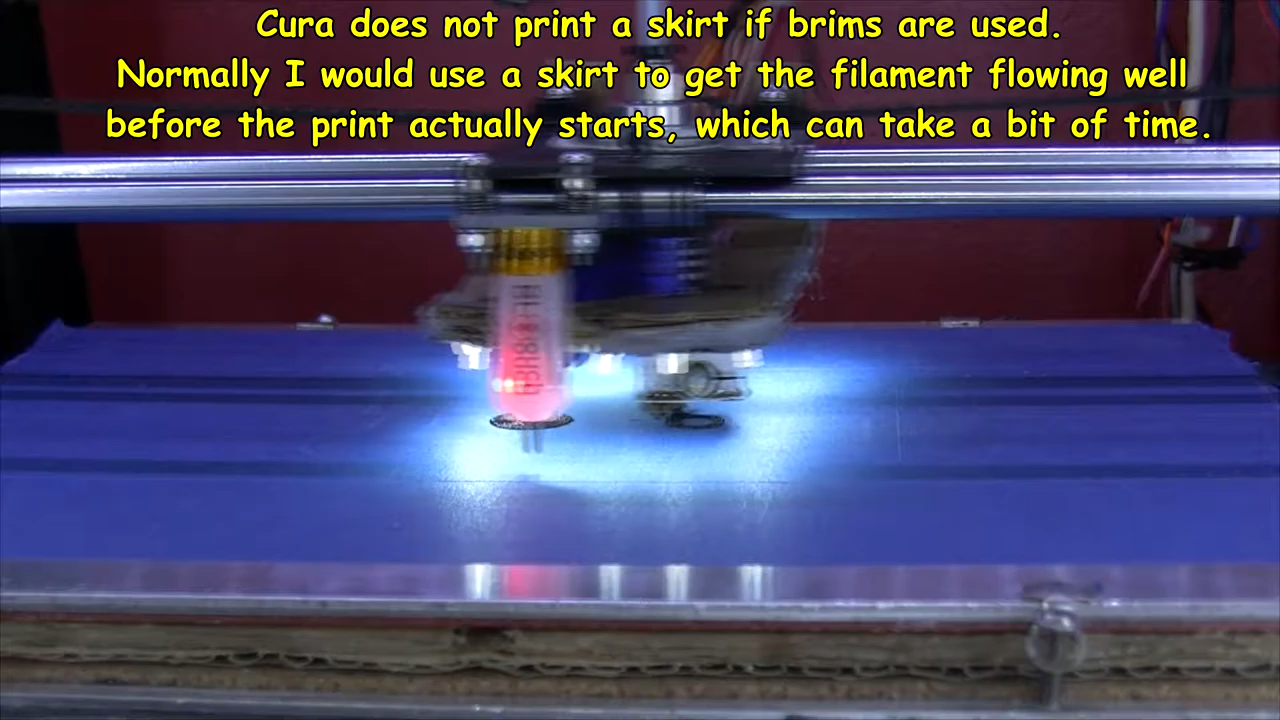 Cura does not print a skirt if brims are used.
Normally I would use a skirt to get the filament flowing well
before the print actually starts, which can take a bit of time.